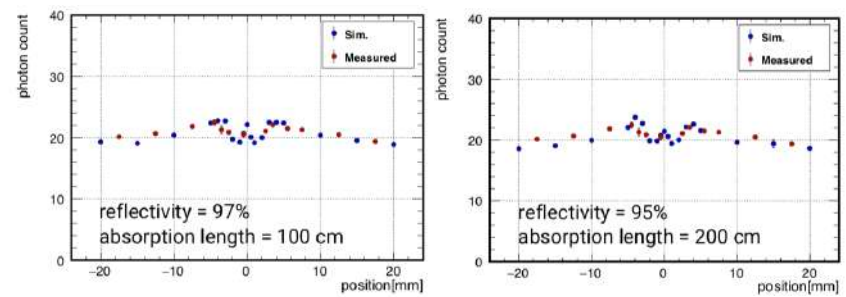 photon count
40
30
20
10
0
Sim.
Measured
reflectivity = 97%
absorption length = 100 cm
−20
−10
0
10
20
position[mm]
photon count
40
30
20
10
0
Sim.
Measured
reflectivity = 95%
absorption length = 200 cm
−20
−10
0
10
20
position[mm]